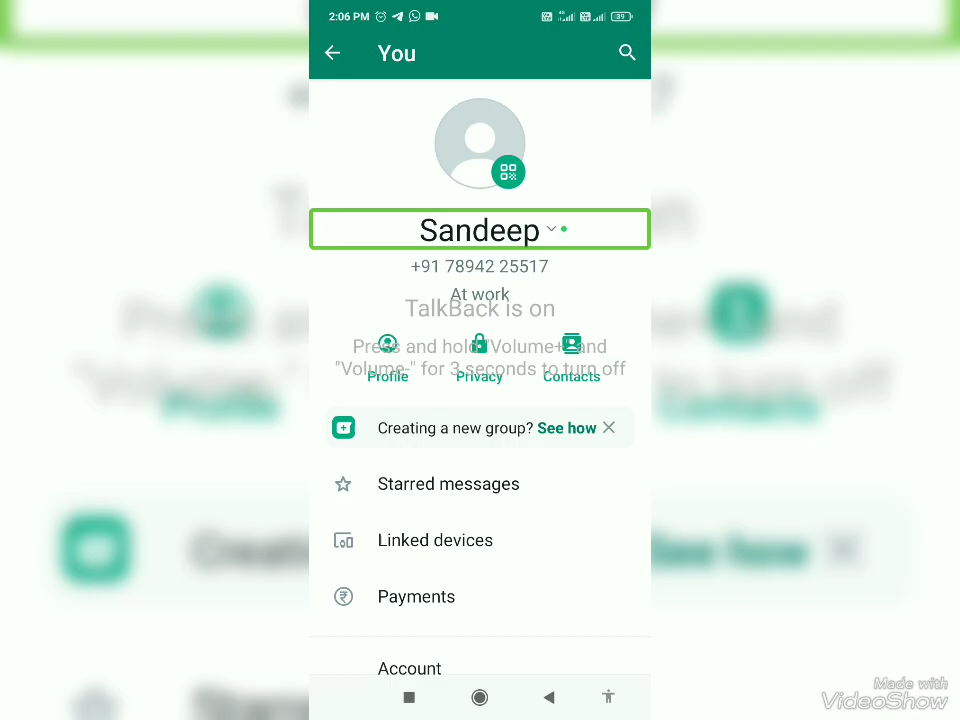 2:06 PM
4G
39
You
Sandeep
+91 78942 25517
At work
TalkBack is on
Press and hold "Volume+" and
"Volume-" for 3 seconds to turn off
Profile
Privacy
Contacts
Creating a new group? See how
Starred messages
Linked devices
Payments
Account
Made with
VideoShow